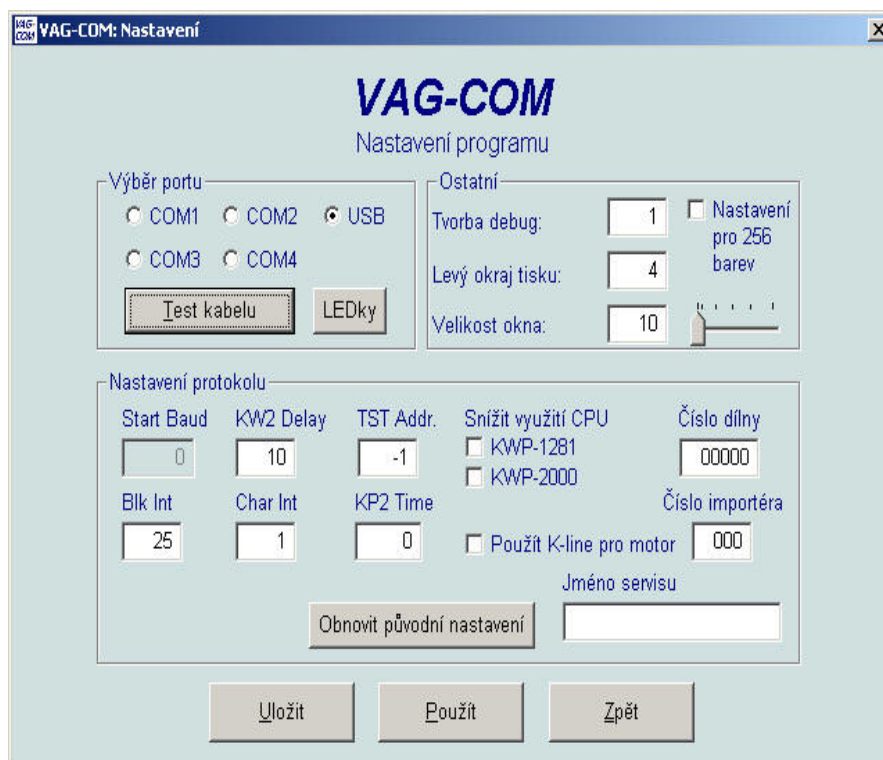 VAG-COM VAG-COM: Nastavení
VAG-COM
Nastavení programu
Výběr portu
COM1 COM2 USB
COM3 COM4
Test kabelu LEDky
Ostatní
Tvorba debug: 1
Levý okraj tisku: 4
Velikost okna: 10
Nastavení
pro 256
barev
Nastavení protokolu
Start Baud KW2 Delay TST Addr. Snížit využití CPU Číslo dílny
0 10 -1 KWP-1281 00000
KWP-2000
Blk Int Char Int KP2 Time Číslo importéra
25 1 0 Použít K-line pro motor 000
Jméno servisu
Obnovit původní nastavení
Uložit Použít Zpět